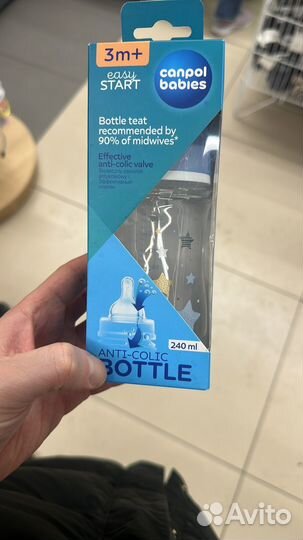 3m+
easy
START
canpol
babies
Bottle teat
recommended by
90% of midwives*
Effective
anti-colic valve
240 ml
ANTI-COLIC
BOTTLE
Avito